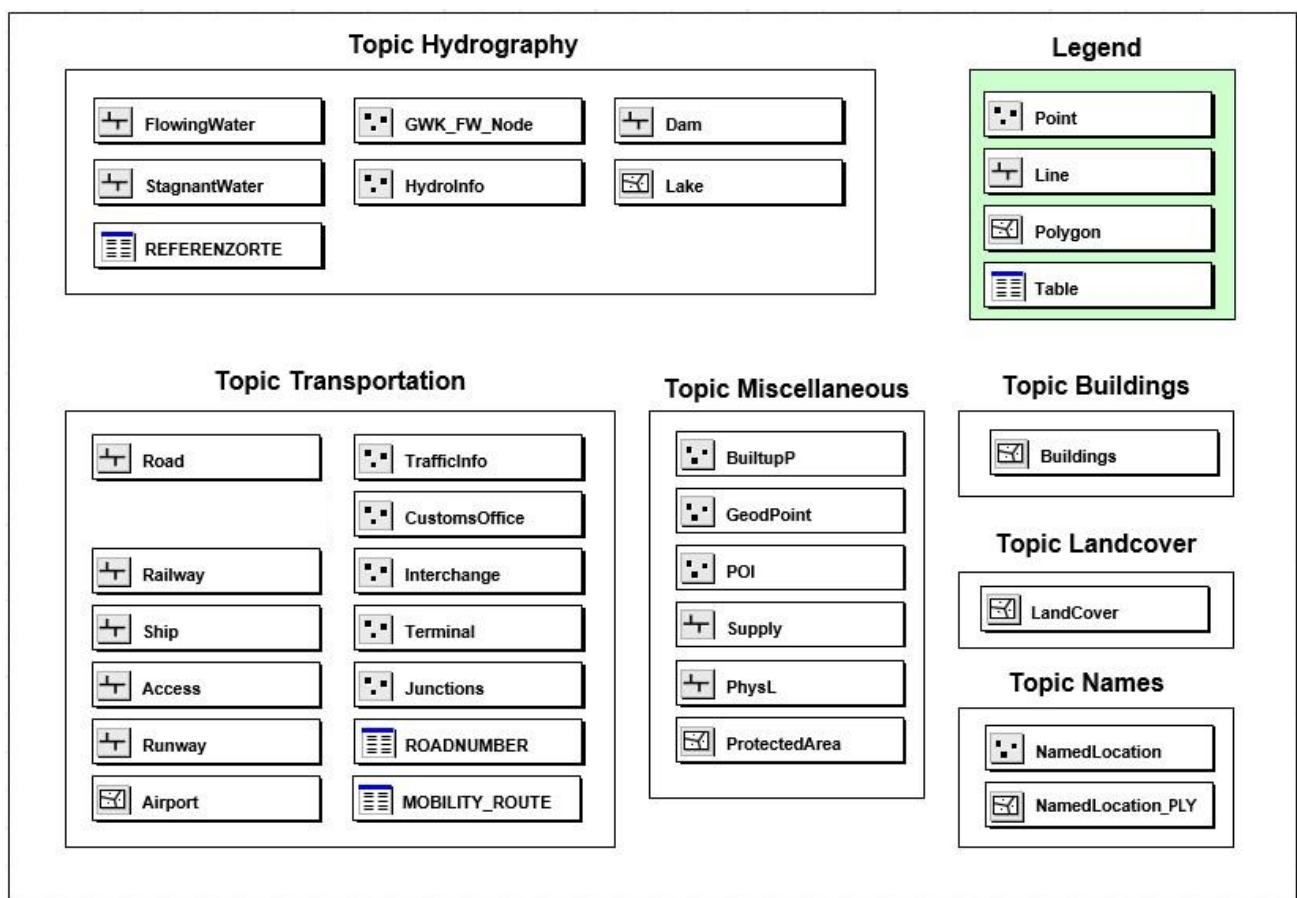 Topic Hydrography
FlowingWater
GWK_FW_Node
Dam
StagnantWater
HydroInfo
Lake
REFERENZORTE
Legend
Point
Line
Polygon
Table
Topic Transportation
Road
TrafficInfo
CustomsOffice
Railway
Interchange
Ship
Terminal
Access
Junctions
Runway
ROADNUMBER
Airport
MOBILITY_ROUTE
Topic Miscellaneous
BuiltupP
GeodPoint
POI
Supply
PhysL
ProtectedArea
Topic Buildings
Buildings
Topic Landcover
LandCover
Topic Names
NamedLocation
NamedLocation_PLY